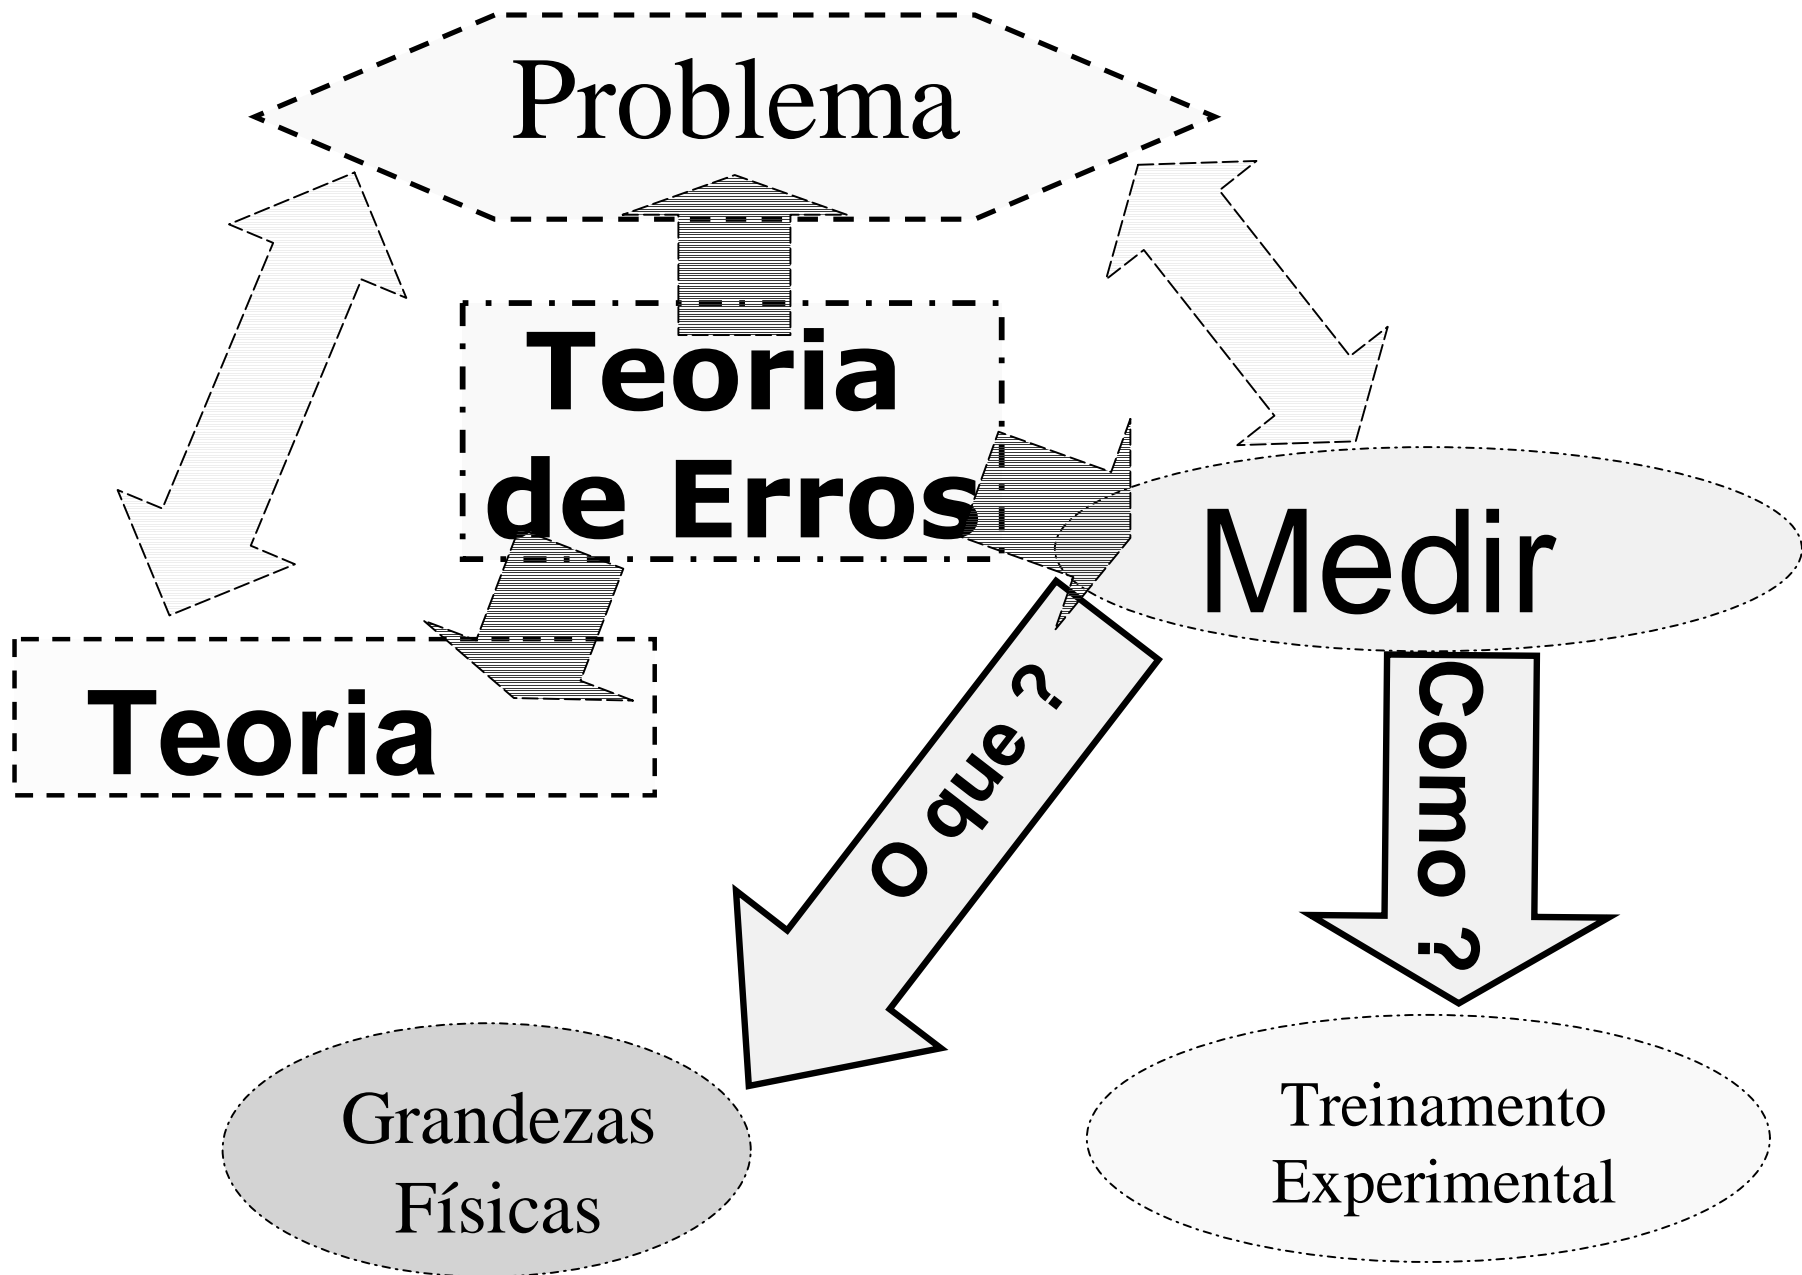 Problema
Teoria
de Erros
Medir
Teoria
O que ?
Como ?
Grandezas
Físicas
Treinamento
Experimental